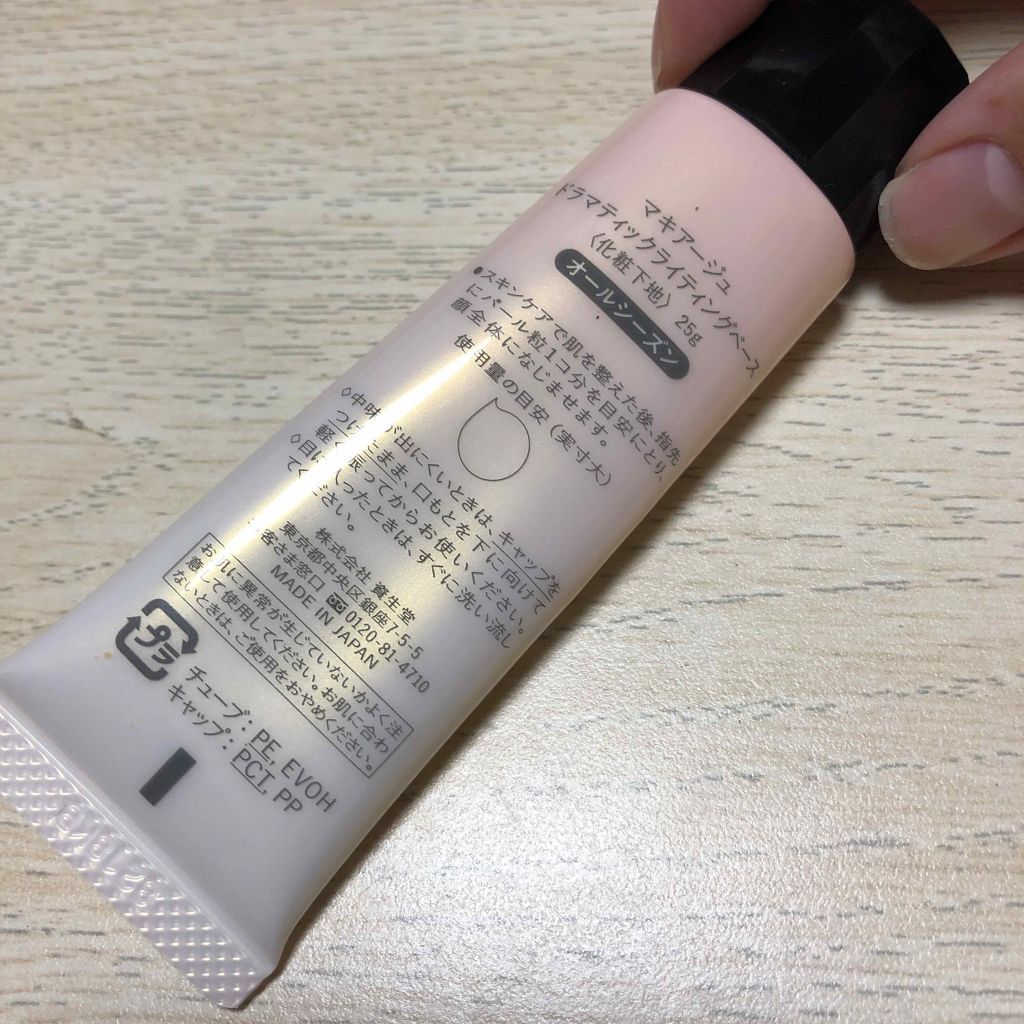 マキアージュ
ドラマティックライティングベース
〈化粧下地〉 25g
オールシーズン
●スキンケアで肌を整えた後、指先
にパール粒1コ分を目安にとり、
顔全体になじませます。
使用量の目安(実寸大)
◇中味が出にくいときは、キャップを
つけたまま、口もとを下に向けて
軽く振ってからお使いください。
◇目に入ったときは、すぐに洗い流し
てください。
株式会社 資生堂
東京都中央区銀座7-5-5
客さま窓口 0120-81-4710
MADE IN JAPAN
お肌に異常が生じていないかよく注
意して使用してください。お肌に合わ
ないときは、ご使用をおやめください。
プラ
チューブ:PE, EVOH
キャップ:PCT, PP